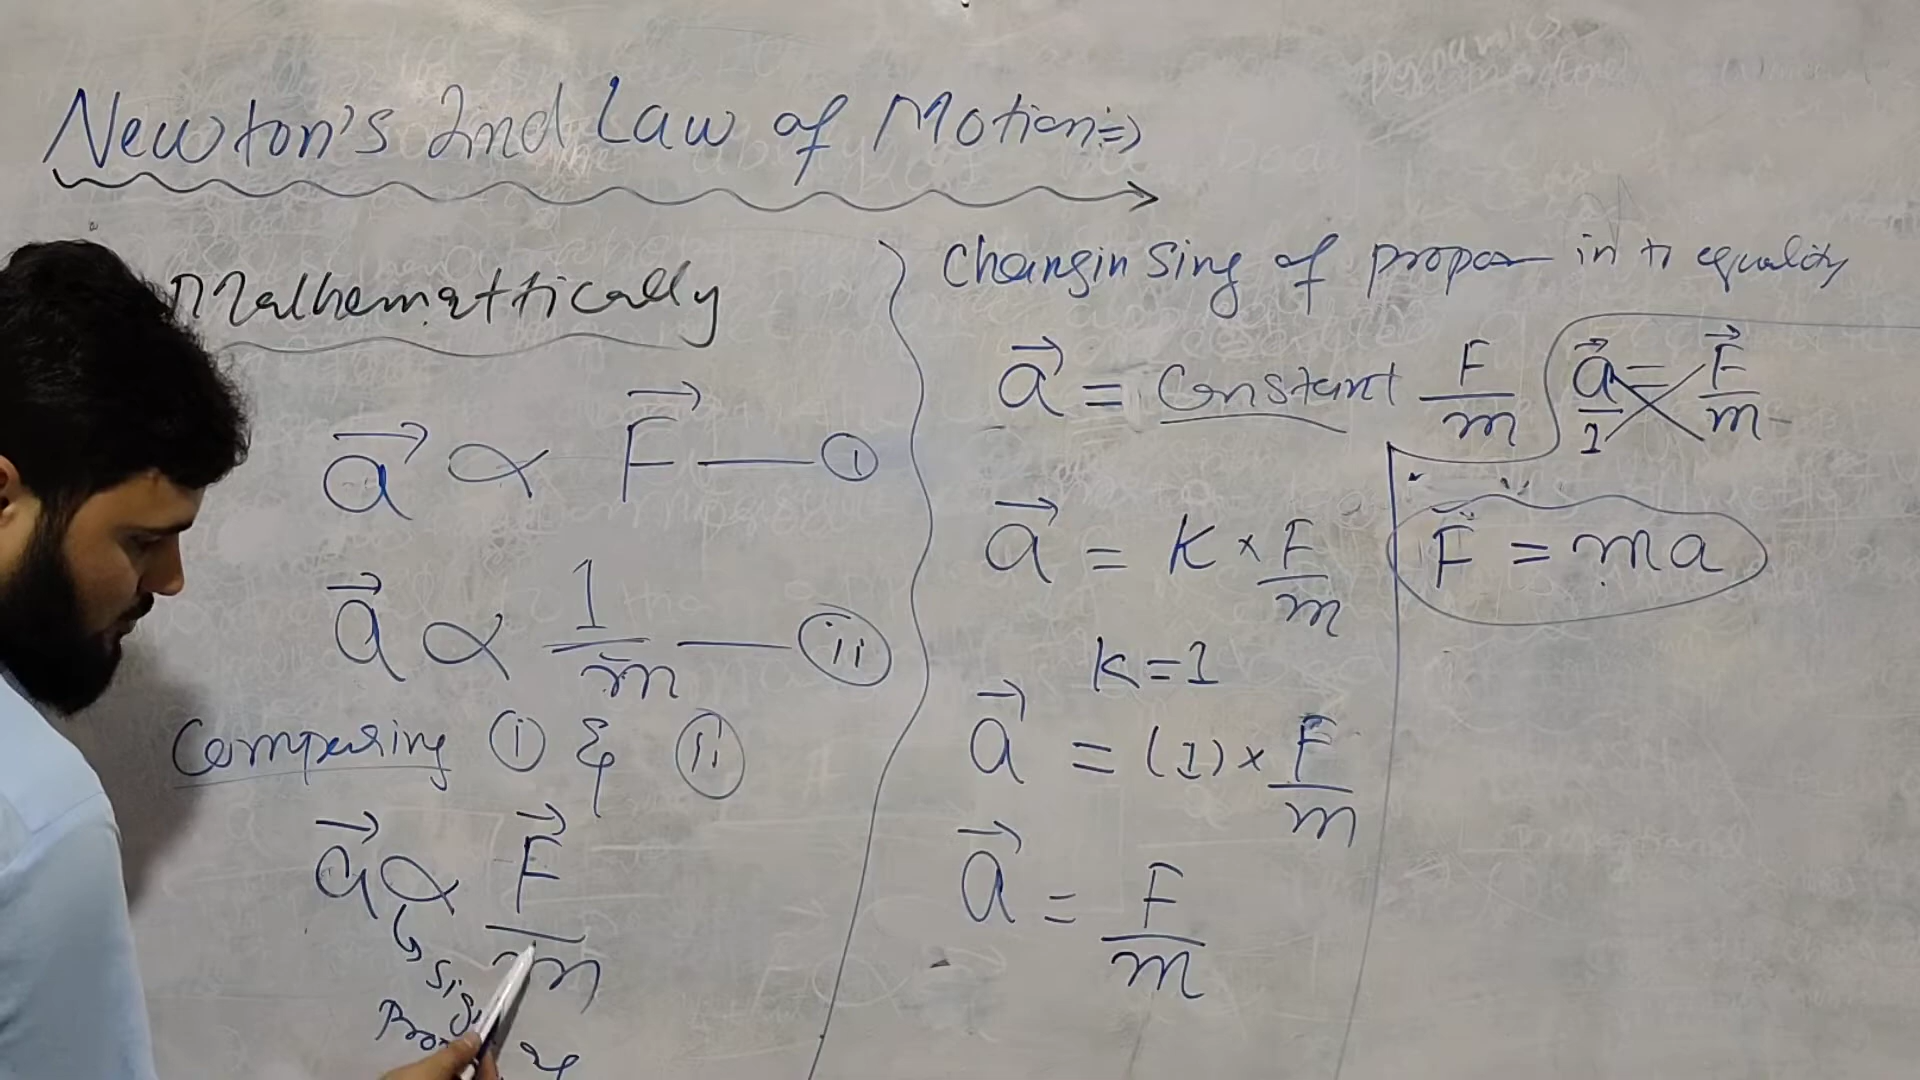 Newton's 2nd Law of Motion⇒
Mathemattically
a⃗ ∝ F⃗ — (i)
a⃗ ∝ 1/m — (ii)
Comparing (i) & (ii)
a⃗ ∝ F⃗/m
Changin Sing of propor in to equality
a⃗ = Constant F/m
a⃗/1 = F⃗/m
a⃗ = K × F/m
K=1
a⃗ = (1) × F/m
a⃗ = F/m
F⃗ = ma